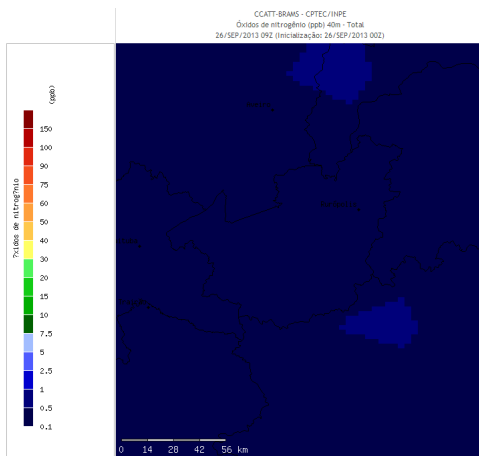 CCATT-BRAMS - CPTEC/INPE
Óxidos de nitrogênio (ppb) 40m - Total
26/SEP/2013 09Z (Inicialização: 26/SEP/2013 00Z)
(ppb)
?xidos de nitrog?nio
150
100
90
75
60
50
40
30
20
15
10
7.5
5
2.5
1
0.5
0.1
0 14 28 42 56 km